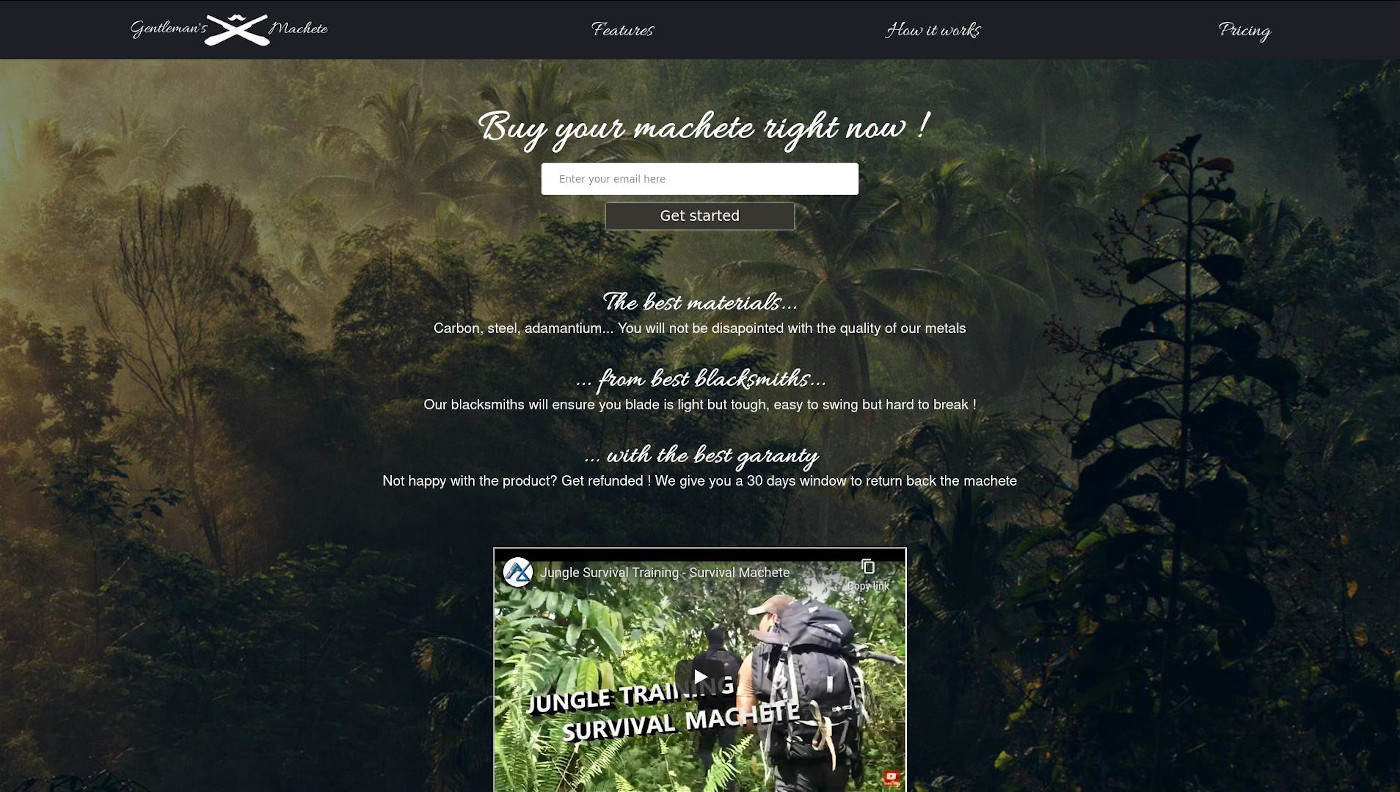 Gentleman's Machete
Features
How it works
Pricing
Buy your machete right now !
Enter your email here
Get started
The best materials...
Carbon, steel, adamantium... You will not be disapointed with the quality of our metals
... from best blacksmiths...
Our blacksmiths will ensure you blade is light but tough, easy to swing but hard to break !
... with the best garanty
Not happy with the product? Get refunded ! We give you a 30 days window to return back the machete
Jungle Survival Training - Survival Machete
Copy link
JUNGLE TRAINING
SURVIVAL MACHETE